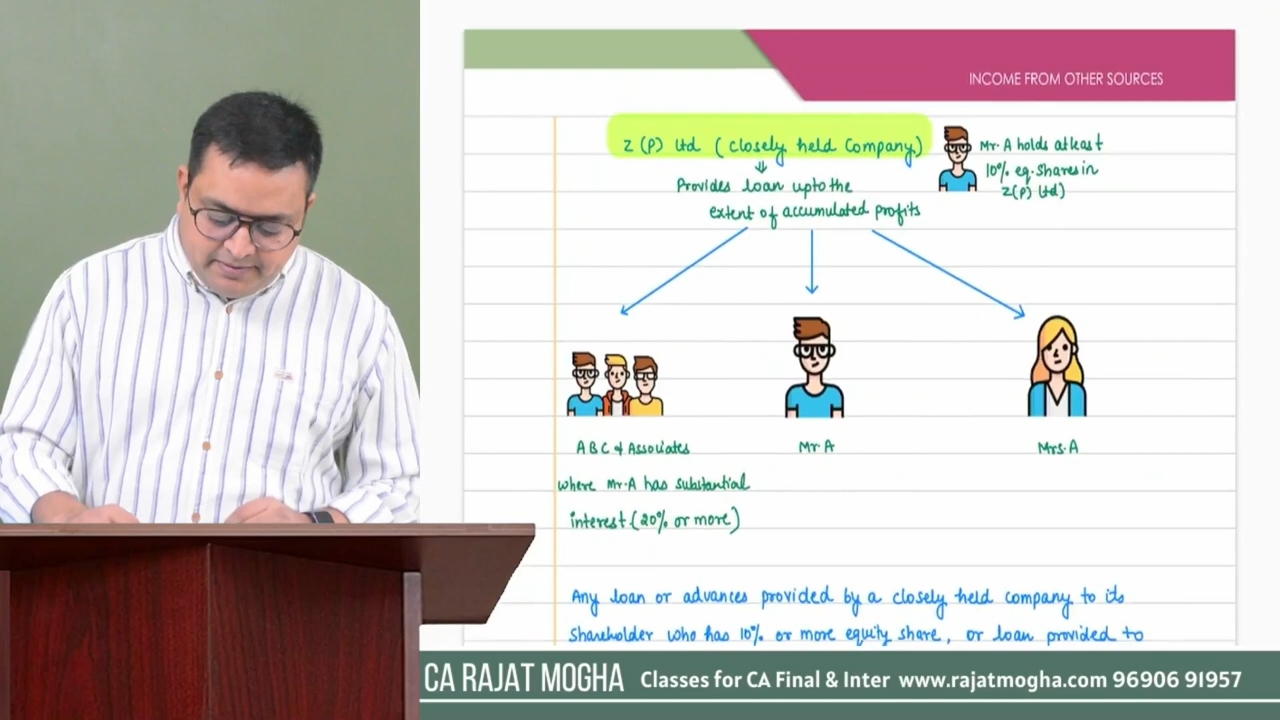 INCOME FROM OTHER SOURCES
Z (P) Ltd (closely held Company)
Mr. A holds atleast
10% eq. shares in
Z(P) Ltd)
Provides loan upto the
extent of accumulated profits
ABC & Associates
Mr. A
Mrs. A
where Mr. A has substantial
interest (20% or more)
Any loan or advances provided by a closely held company to its
shareholder who has 10% or more equity share, or loan provided to
CA RAJAT MOGHA Classes for CA Final & Inter www.rajatmogha.com 96906 91957